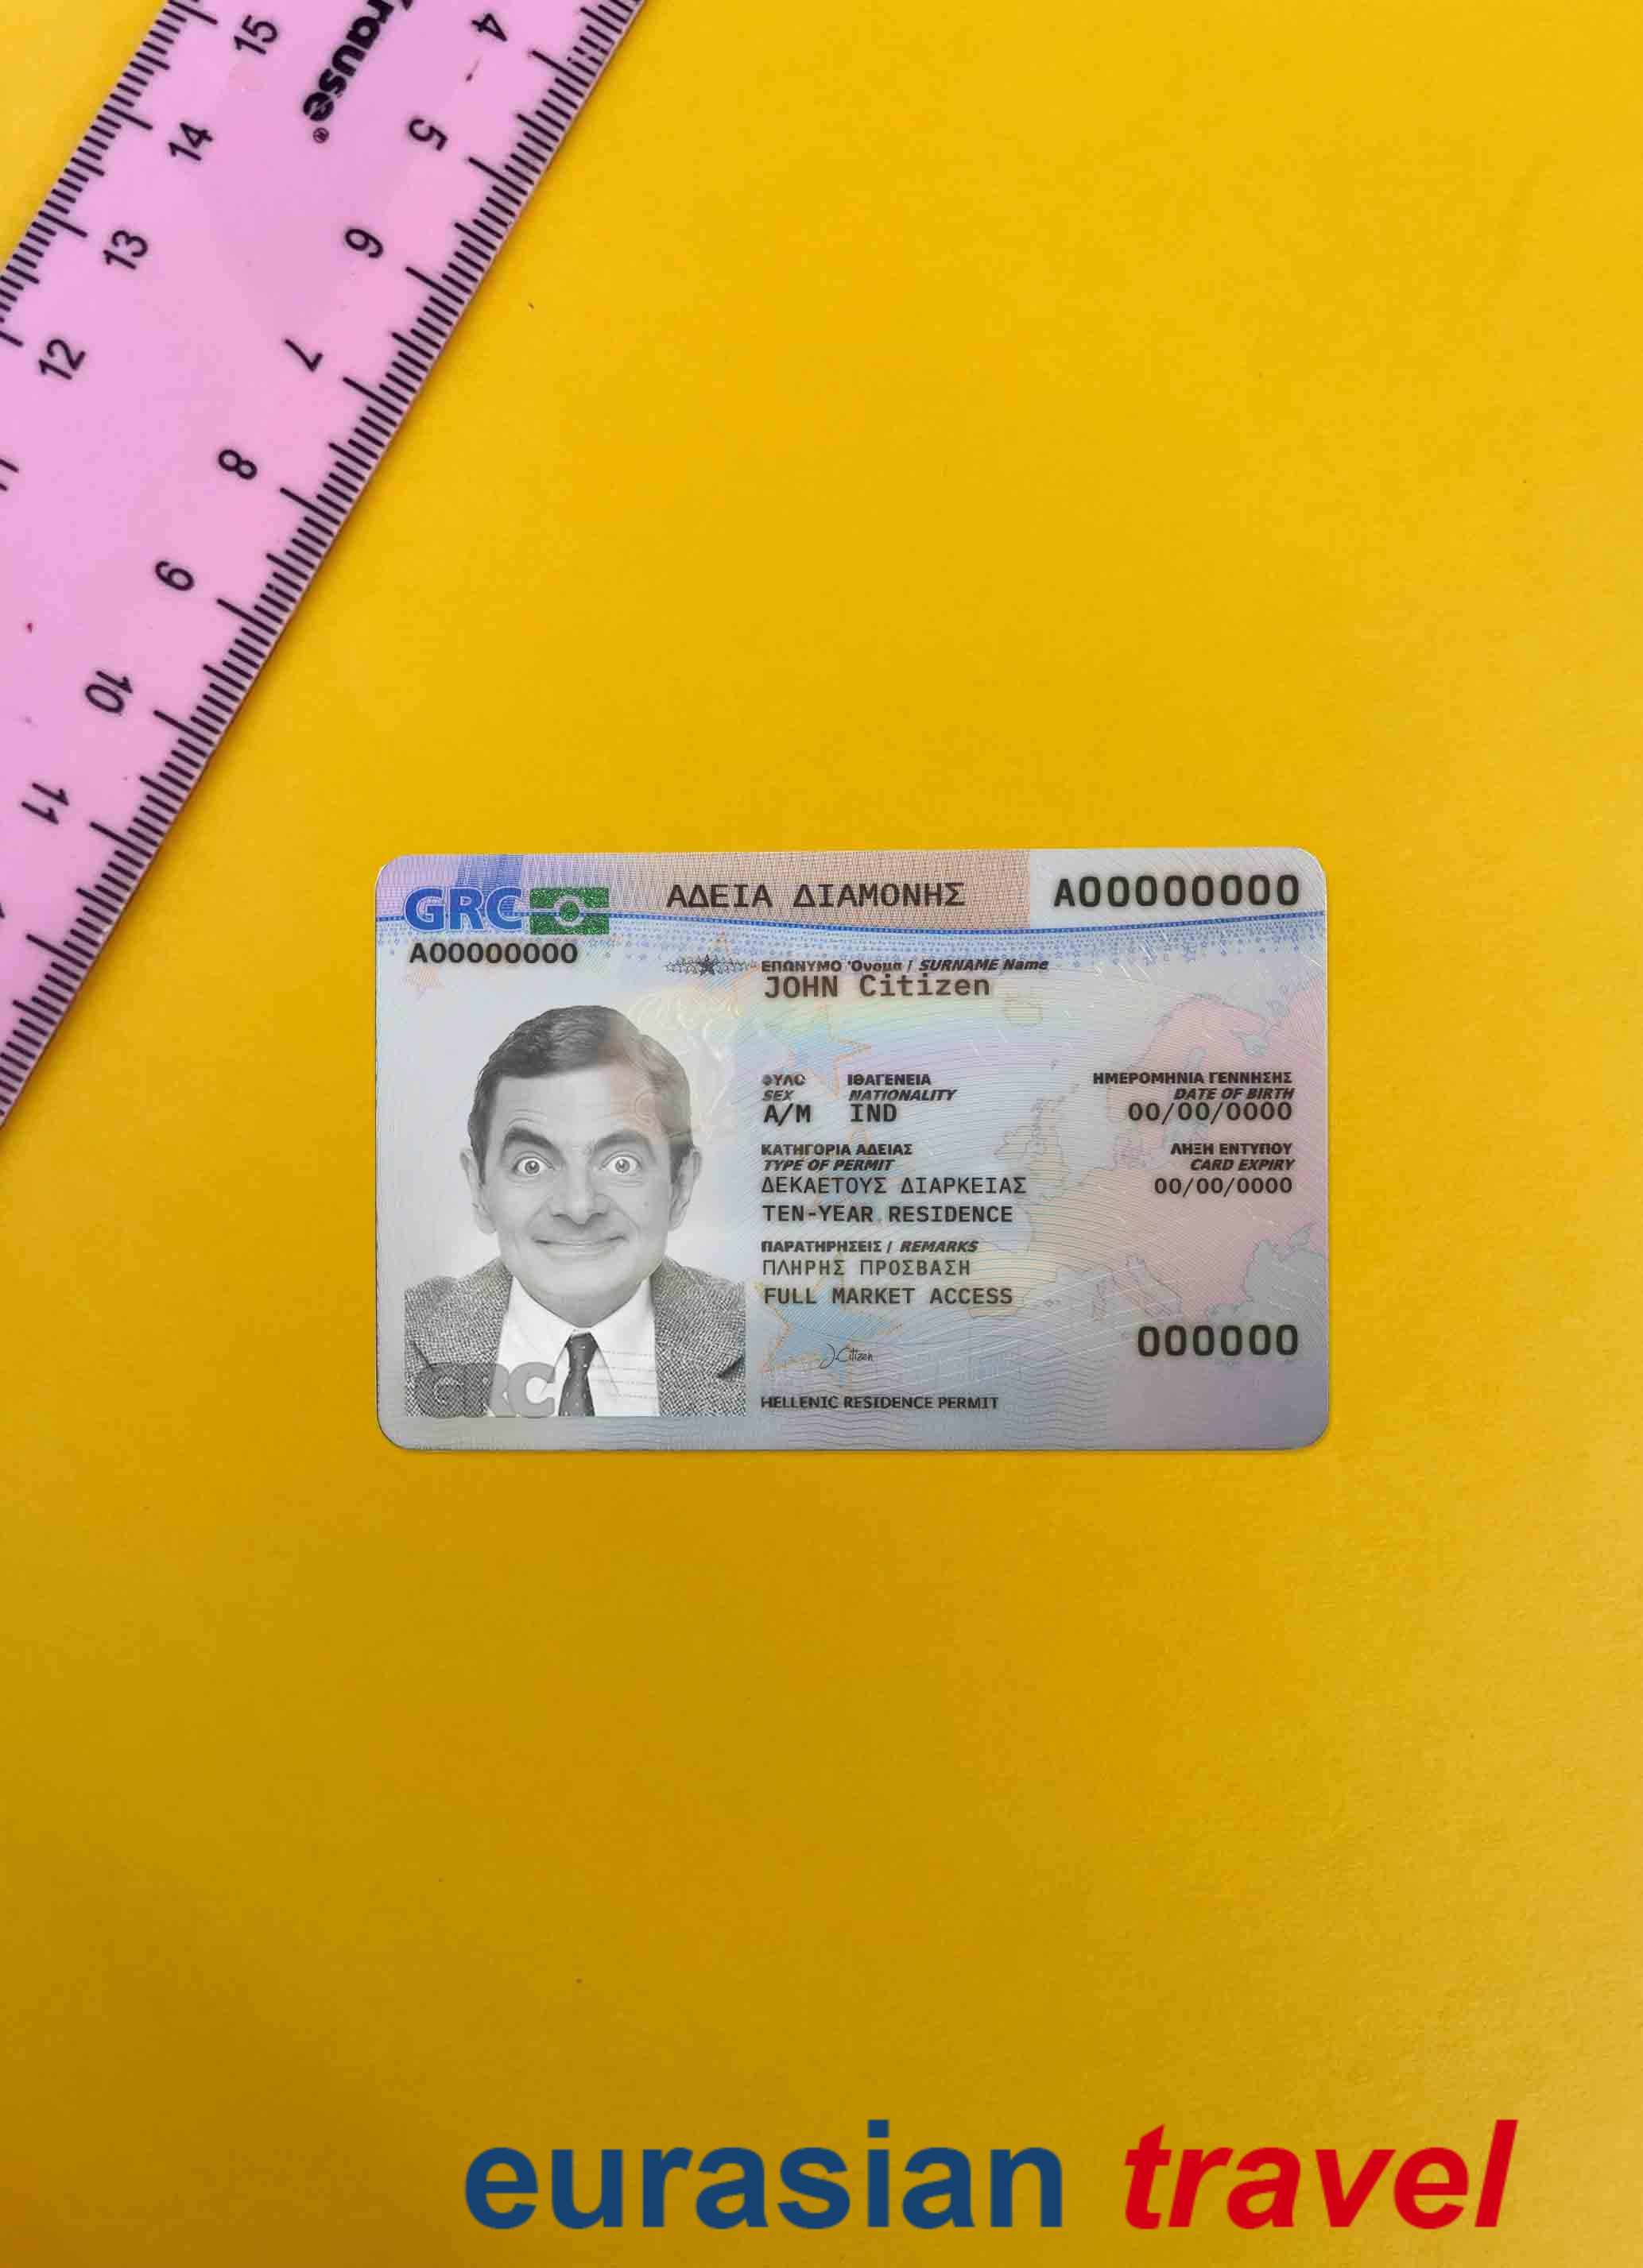 15
14
13
12
rause®
4
5
6
7
8
9
10
11
GRC
ΑΔΕΙΑ ΔΙΑΜΟΝΗΣ
A00000000
A00000000
ΕΠΩΝΥΜΟ Όνομα / SURNAME Name
JOHN Citizen
ΦΥΛΟ ΙΘΑΓΕΝΕΙΑ ΗΜΕΡΟΜΗΝΙΑ ΓΕΝΝΗΣΗΣ
SEX NATIONALITY DATE OF BIRTH
A/M IND 00/00/0000
ΚΑΤΗΓΟΡΙΑ ΑΔΕΙΑΣ ΛΗΞΗ ΕΝΤΥΠΟΥ
TYPE OF PERMIT CARD EXPIRY
ΔΕΚΑΕΤΟΥΣ ΔΙΑΡΚΕΙΑΣ 00/00/0000
TEN-YEAR RESIDENCE
ΠΑΡΑΤΗΡΗΣΕΙΣ / REMARKS
ΠΛΗΡΗΣ ΠΡΟΣΒΑΣΗ
FULL MARKET ACCESS
000000
J.Citizen
GRC
HELLENIC RESIDENCE PERMIT
eurasian travel